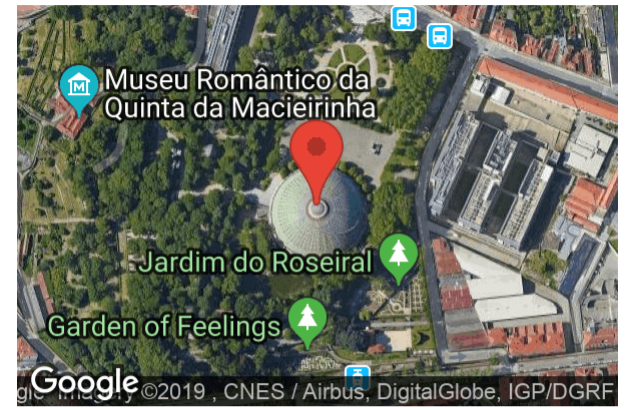 Museu Romântico da
Quinta da Macieirinha
Jardim do Roseiral
Garden of Feelings
Google Imagery ©2019 , CNES / Airbus, DigitalGlobe, IGP/DGRF